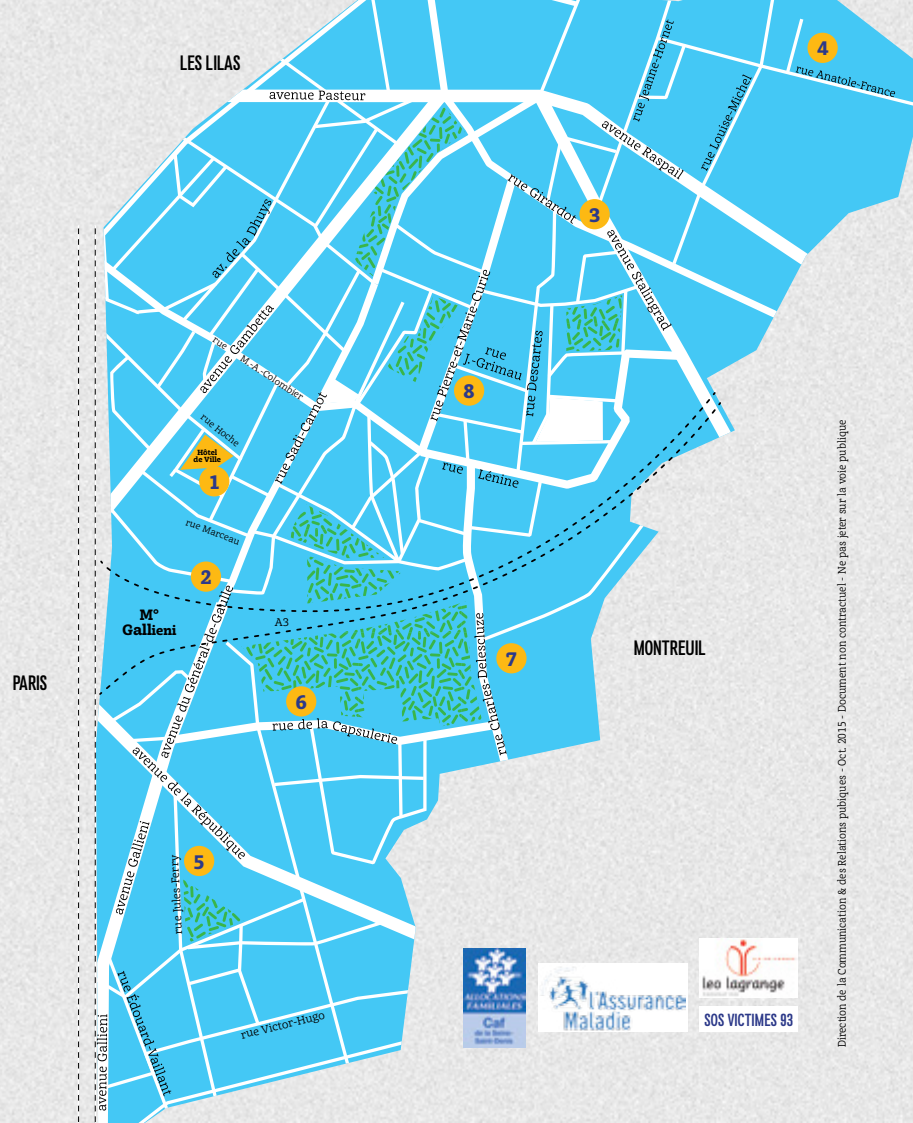 LES LILAS
4
rue Anatole-France
rue Jeanne-Hornet
avenue Pasteur
rue Louise-Michel
avenue Raspail
rue Girardot
3
av. de la Dhuys
avenue Stalingrad
avenue Gambetta
rue Pierre-et-Marie-Curie
rue
J.-Grimau
rue Descartes
rue M.-A.-Colombier
8
rue Sadi-Carnot
rue Hoche
Hôtel
de Ville
1
rue Lénine
rue Marceau
2
M°
Gallieni
A3
avenue du Général-de-Gaulle
rue Charles-Delescluze
7
MONTREUIL
PARIS
6
rue de la Capsulerie
avenue de la République
avenue Gallieni
5
rue Jules-Ferry
rue Édouard-Vaillant
rue Victor-Hugo
avenue Gallieni
ALLOCATIONS
FAMILIALES
Caf
de la Seine-
Saint-Denis
l'Assurance
Maladie
leo lagrange
SOS VICTIMES 93
Direction de la Communication & des Relations pubiques - Oct. 2015 - Document non contractuel - Ne pas jeter sur la voie publique